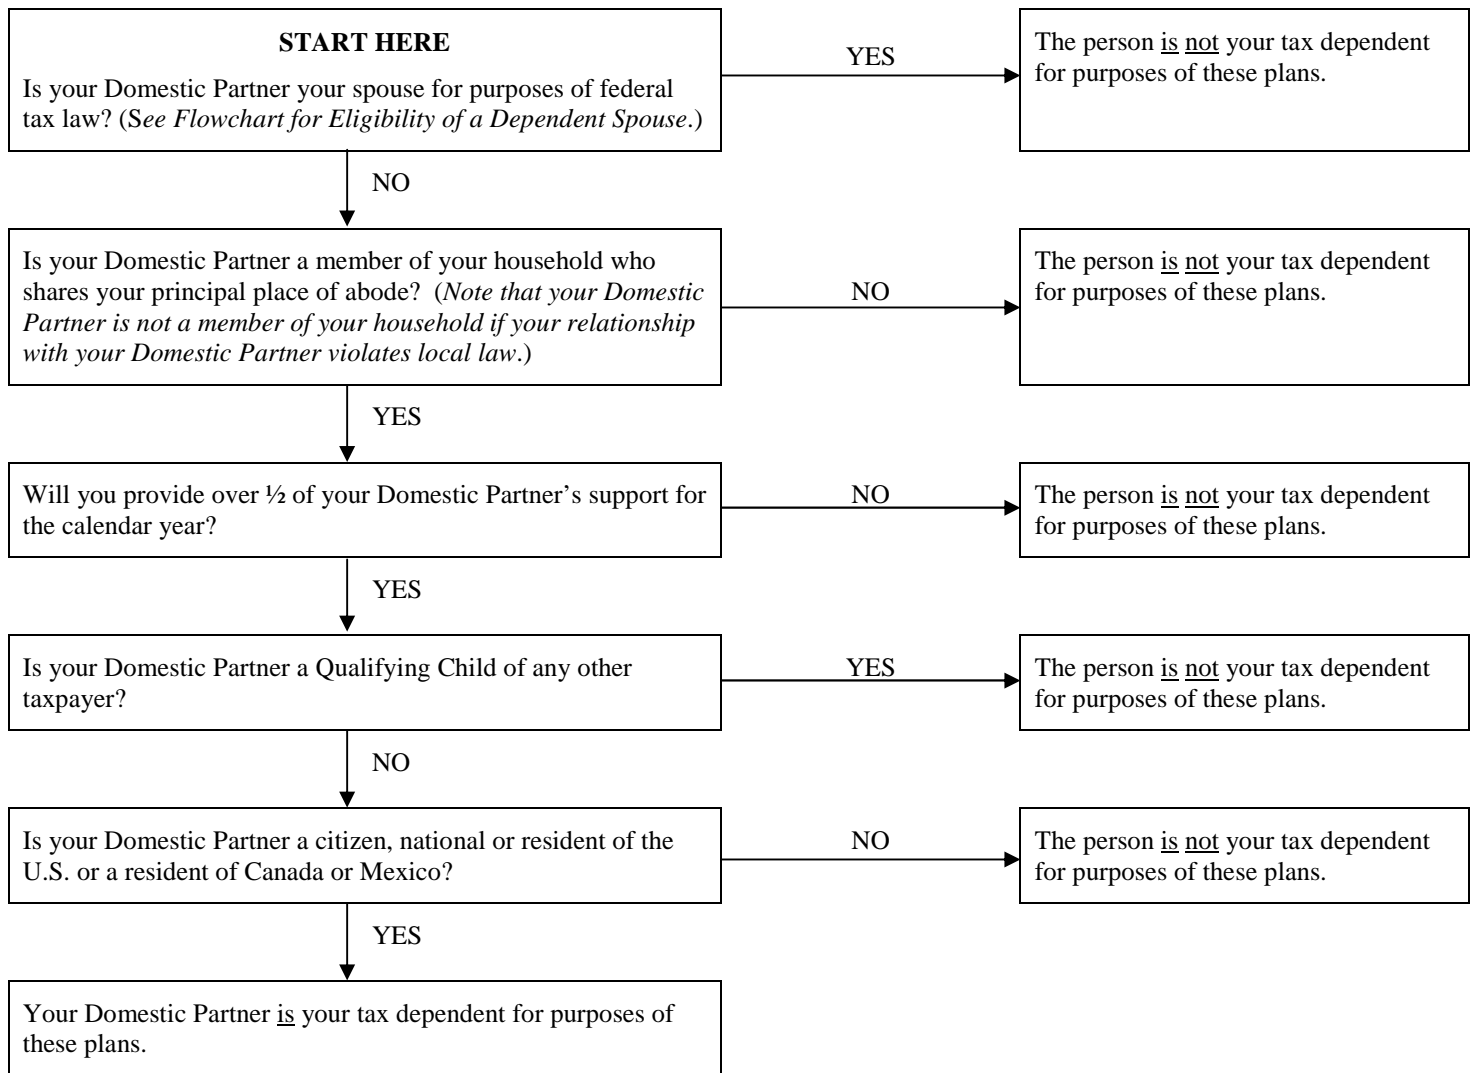 START HERE
Is your Domestic Partner your spouse for purposes of federal
tax law? (See Flowchart for Eligibility of a Dependent Spouse.)
YES
The person is not your tax dependent
for purposes of these plans.
NO
Is your Domestic Partner a member of your household who
shares your principal place of abode?  (Note that your Domestic
Partner is not a member of your household if your relationship
with your Domestic Partner violates local law.)
NO
The person is not your tax dependent
for purposes of these plans.
YES
Will you provide over ½ of your Domestic Partner’s support for
the calendar year?
NO
The person is not your tax dependent
for purposes of these plans.
YES
Is your Domestic Partner a Qualifying Child of any other
taxpayer?
YES
The person is not your tax dependent
for purposes of these plans.
NO
Is your Domestic Partner a citizen, national or resident of the
U.S. or a resident of Canada or Mexico?
NO
The person is not your tax dependent
for purposes of these plans.
YES
Your Domestic Partner is your tax dependent for purposes of
these plans.